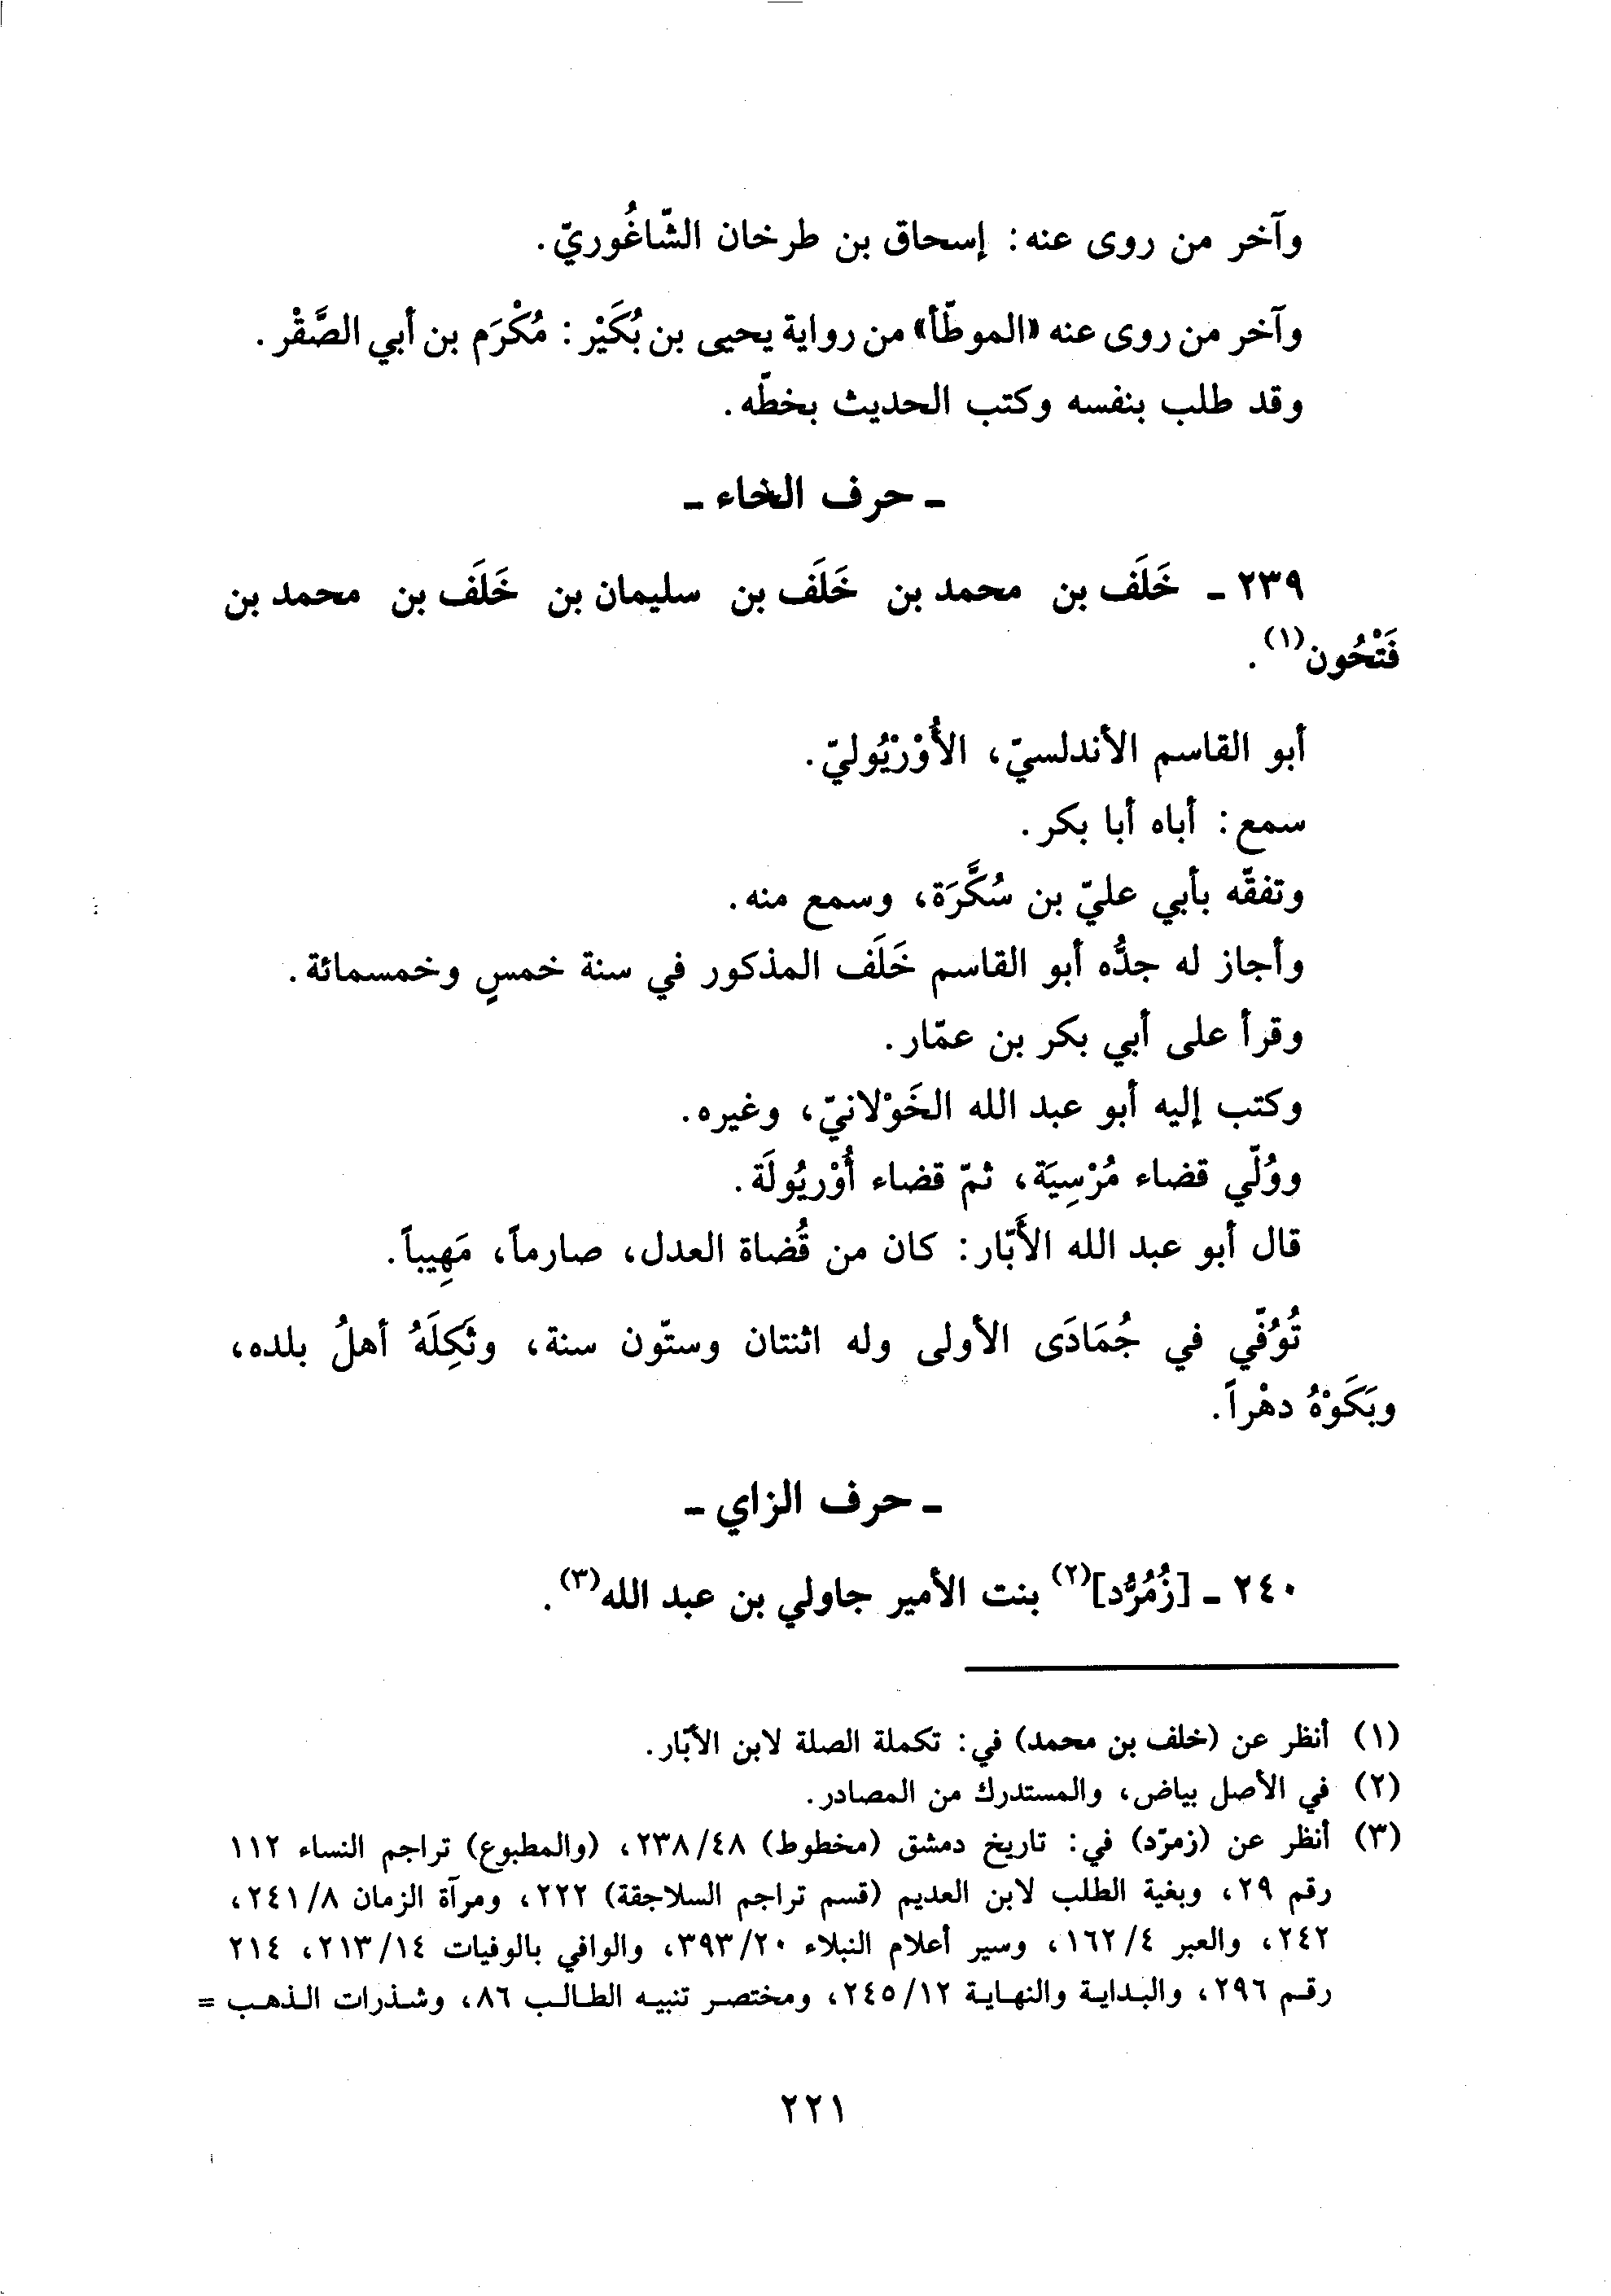 وآخر من روى عنه: إسحاق بن طرخان الشّاغُوريّ.
وآخر من روى عنه «الموطّأ» من رواية يحيى بن بُكَيْر: مُكْرَم بن أبي الصَّقْر.
وقد طلب بنفسه وكتب الحديث بخطّه.
ـ حرف الخاء ـ
٢٣٩ ـ خَلَف بن محمد بن خَلَف بن سليمان بن خَلَف بن محمد بن
فَتْحُون(١).
أبو القاسم الأندلسيّ، الأُوْرْيُوليّ.
سمع: أباه أبا بكر.
وتفقّه بأبي عليّ بن سُكَّرَة، وسمع منه.
وأجاز له جدُّه أبو القاسم خَلَف المذكور في سنة خمسٍ وخمسمائة.
وقرأ على أبي بكر بن عمّار.
وكتب إليه أبو عبد الله الخَوْلانيّ، وغيره.
ووُلّي قضاء مُرْسِيَة، ثمّ قضاء أُوْرِيُولَة.
قال أبو عبد الله الأَبّار: كان من قُضاة العدل، صارماً، مَهِيباً.
تُوُفّي في جُمَادَى الأولى وله اثنتان وستّون سنة، وثَكِلَهُ أهلُ بلده،
وبَكَوْهُ دهْراً.
ـ حرف الزاي ـ
٢٤٠ ـ [زُمُرُّد](٢) بنت الأمير جاولي بن عبد الله(٣).
(١) أنظر عن (خلف بن محمد) في: تكملة الصلة لابن الأبّار.
(٢) في الأصل بياض، والمستدرك من المصادر.
(٣) أنظر عن (زمرّد) في: تاريخ دمشق (مخطوط) ٢٣٨/٤٨، (والمطبوع) تراجم النساء ١١٢
رقم ٢٩، وبغية الطلب لابن العديم (قسم تراجم السلاجقة) ٢٢٢، ومرآة الزمان ٢٤١/٨،
٢٤٢، والعبر ١٦٢/٤، وسير أعلام النبلاء ٣٩٣/٢٠، والوافي بالوفيات ٢١٣/١٤، ٢١٤
رقم ٢٩٦، والبداية والنهاية ٢٤٥/١٢، ومختصر تنبيه الطالب ٨٦، وشذرات الذهب =
٢٢١